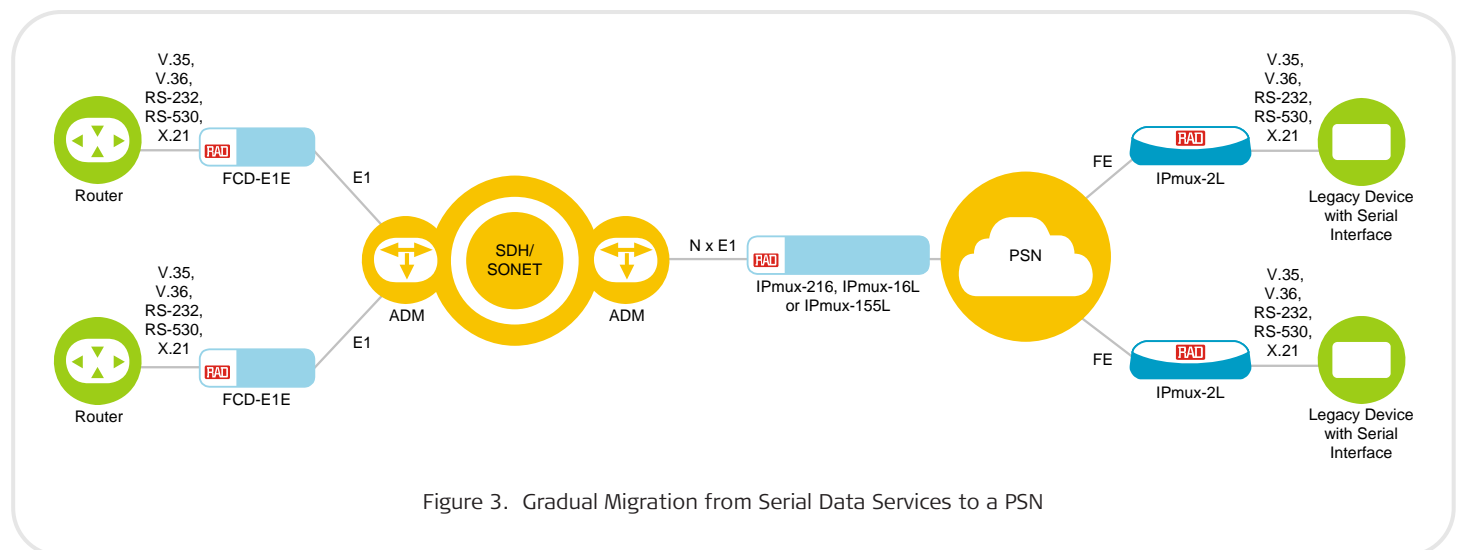 V.35,
V.36,
RS-232,
RS-530,
X.21
RAD
FCD-E1E
Router
E1
V.35,
V.36,
RS-232,
RS-530,
X.21
RAD
FCD-E1E
Router
E1
ADM
SDH/
SONET
ADM
N x E1
RAD
IPmux-216, IPmux-16L
or IPmux-155L
PSN
FE
RAD
IPmux-2L
V.35,
V.36,
RS-232,
RS-530,
X.21
Legacy Device
with Serial
Interface
FE
RAD
IPmux-2L
V.35,
V.36,
RS-232,
RS-530,
X.21
Legacy Device
with Serial
Interface
Figure 3. Gradual Migration from Serial Data Services to a PSN